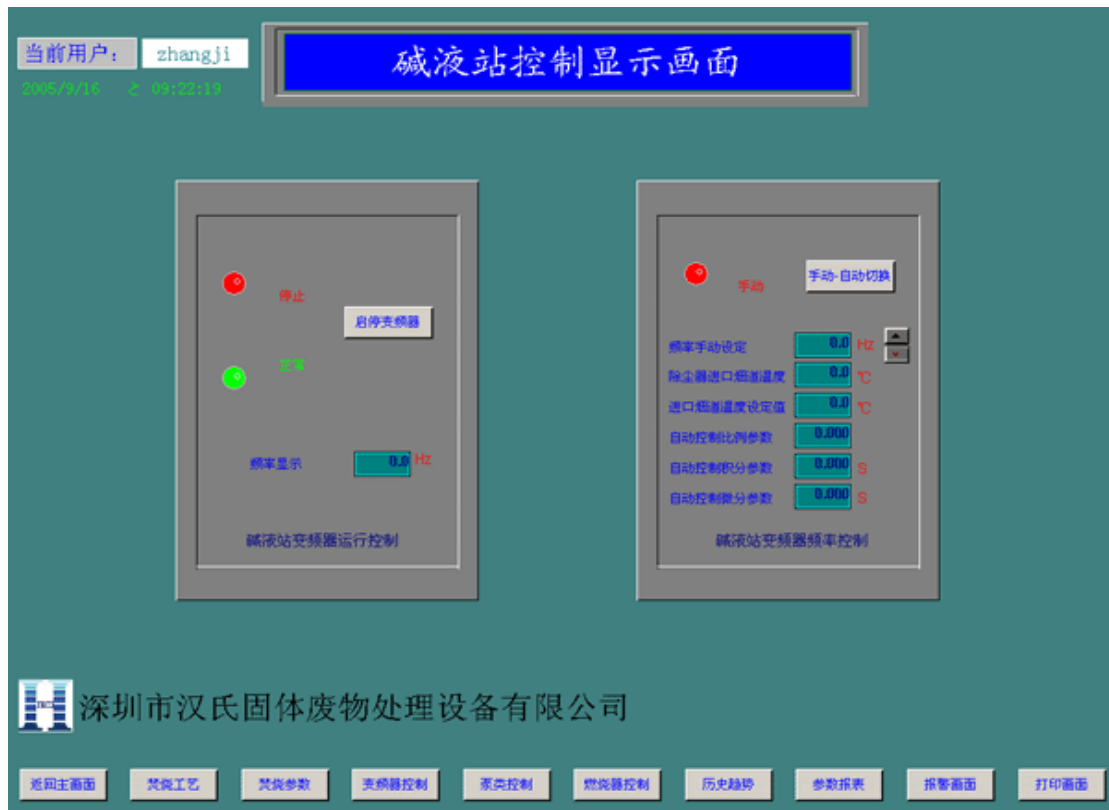 当前用户： zhangji
碱液站控制显示画面
2005/9/16 と 09:22:19
停止
启停变频器
正常
频率显示 0.0 Hz
碱液站变频器运行控制
手动 手动-自动切换
频率手动设定 0.0 Hz
除尘器进口烟道温度 0.0 ℃
进口烟道温度设定值 0.0 ℃
自动控制比例参数 0.000
自动控制积分参数 0.000 S
自动控制微分参数 0.000 S
碱液站变频器频率控制
深圳市汉氏固体废物处理设备有限公司
返回主画面 焚烧工艺 焚烧参数 变频器控制 泵类控制 燃烧器控制 历史趋势 参数报表 报警画面 打印画面